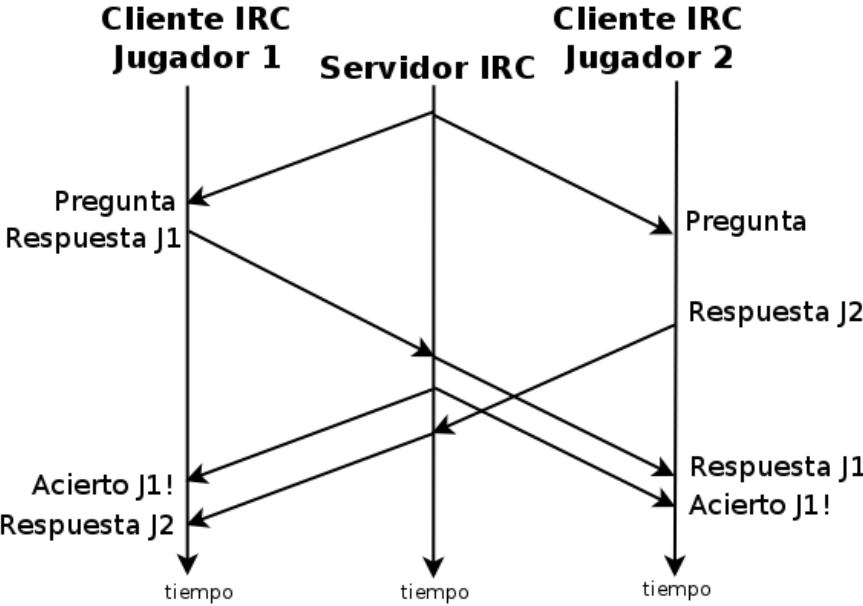 Cliente IRC
Jugador 1
Servidor IRC
Cliente IRC
Jugador 2
Pregunta
Respuesta J1
Pregunta
Respuesta J2
Acierto J1!
Respuesta J2
Respuesta J1
Acierto J1!
tiempo
tiempo
tiempo